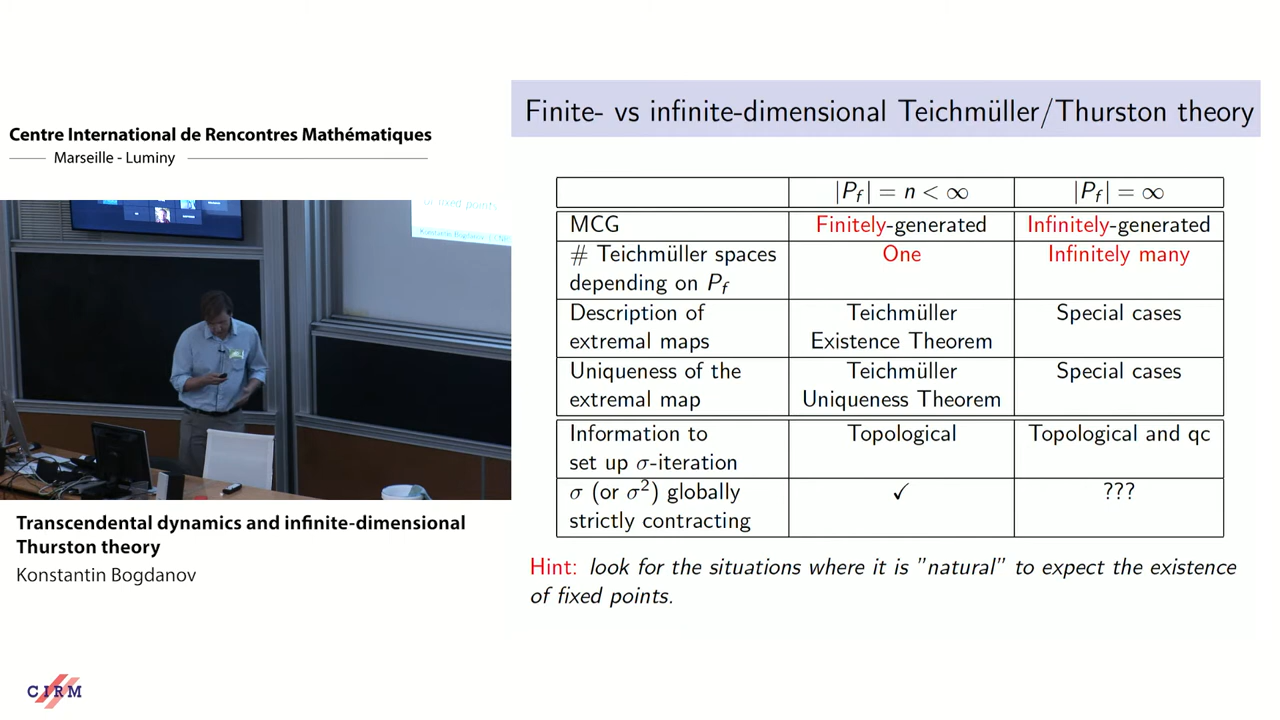 Centre International de Rencontres Mathématiques
Marseille - Luminy
of fixed points.
Transcendental dynamics and infinite-dimensional
Thurston theory
Konstantin Bogdanov
CIRM
Finite- vs infinite-dimensional Teichmüller/Thurston theory
|P_f| = n < ∞ |P_f| = ∞
MCG Finitely-generated Infinitely-generated
# Teichmüller spaces One Infinitely many
depending on P_f
Description of Teichmüller Special cases
extremal maps Existence Theorem
Uniqueness of the Teichmüller Special cases
extremal map Uniqueness Theorem
Information to Topological Topological and qc
set up σ-iteration
σ (or σ²) globally ✓ ???
strictly contracting
Hint: look for the situations where it is "natural" to expect the existence
of fixed points.